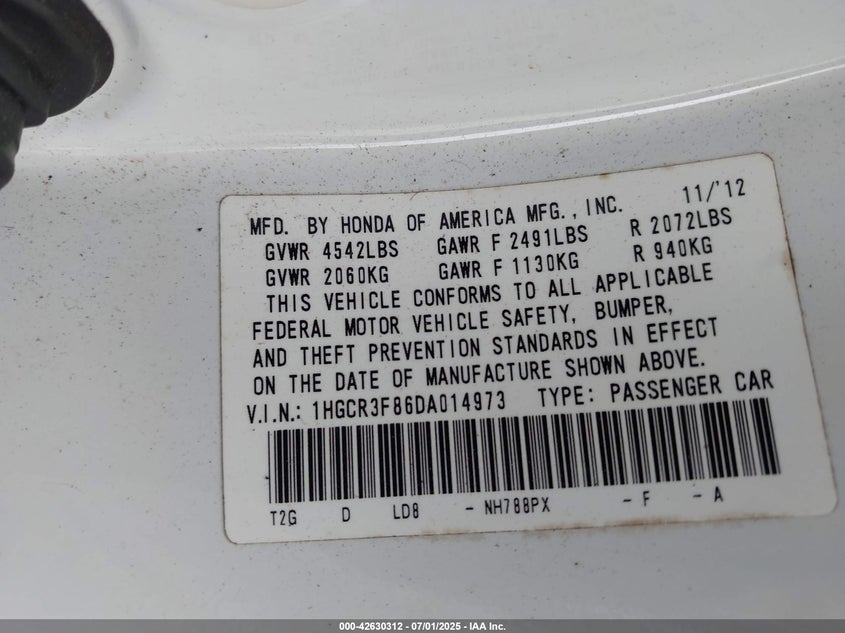 MFD. BY HONDA OF AMERICA MFG., INC. 11/'12
GVWR 4542LBS GAWR F 2491LBS R 2072LBS
GVWR 2060KG GAWR F 1130KG R 940KG
THIS VEHICLE CONFORMS TO ALL APPLICABLE
FEDERAL MOTOR VEHICLE SAFETY, BUMPER,
AND THEFT PREVENTION STANDARDS IN EFFECT
ON THE DATE OF MANUFACTURE SHOWN ABOVE.
V.I.N.: 1HGCR3F86DA014973 TYPE: PASSENGER CAR
T2G D LD8 - NH788PX - F - A
000-42630312 - 07/01/2025 - IAA Inc.